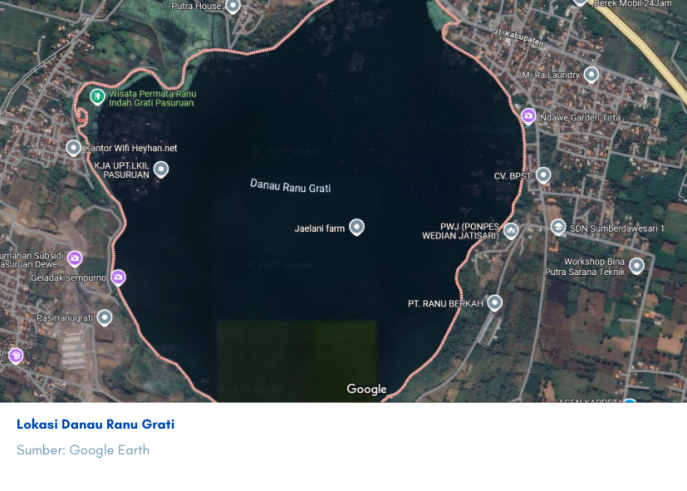 Putra House
Derek Mobil 24Jam
Jl. Kabupaten
Mi-Ra Laundry
Wisata Permata Ranu
Indah Grati Pasuruan
Ndawe Garden Tirta
Kantor Wifi Heyhan.net
KJA UPT LKIL
PASURUAN
CV. BPST
Danau Ranu Grati
Jaelani farm
PWJ (PONPES
WEDIAN JATISARI)
SDN Sumberdawesari 1
umahan Subsidi
asuruan Dewe..
Workshop Bina
Putra Sarana Teknik
Geladak sempurno
PT. RANU BERKAH
Pasirranugrati
Google
Lokasi Danau Ranu Grati
Sumber: Google Earth